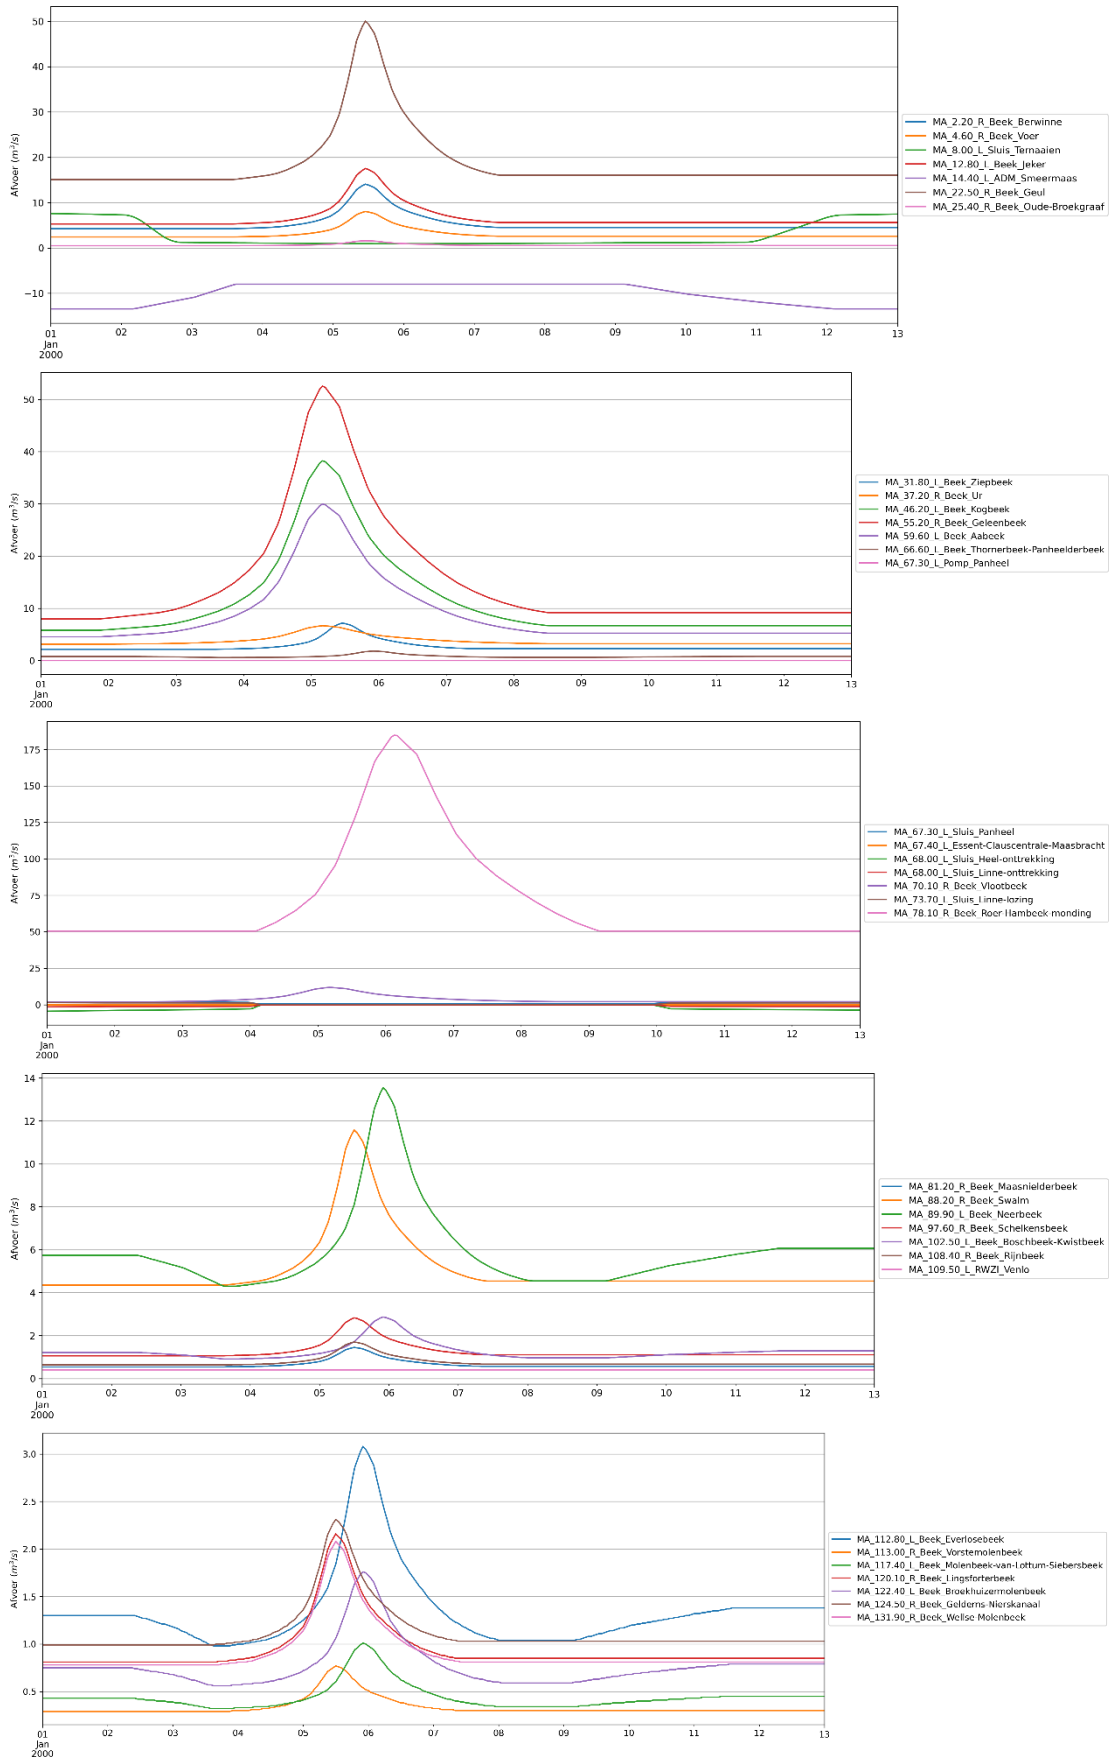 50
40
30
20
10
0
−10
Afvoer (m³/s)
01
02
03
04
05
06
07
08
09
10
11
12
13
Jan
2000
MA_2.20_R_Beek_Berwinne
MA_4.60_R_Beek_Voer
MA_8.00_L_Sluis_Ternaaien
MA_12.80_L_Beek_Jeker
MA_14.40_L_ADM_Smeermaas
MA_22.50_R_Beek_Geul
MA_25.40_R_Beek_Oude-Broekgraaf
50
40
30
20
10
0
Afvoer (m³/s)
01
02
03
04
05
06
07
08
09
10
11
12
13
Jan
2000
MA_31.80_L_Beek_Ziepbeek
MA_37.20_R_Beek_Ur
MA_46.20_L_Beek_Kogbeek
MA_55.20_R_Beek_Geleenbeek
MA_59.60_L_Beek_Aabeek
MA_66.60_L_Beek_Thornerbeek-Panheelderbeek
MA_67.30_L_Pomp_Panheel
175
150
125
100
75
50
25
0
Afvoer (m³/s)
01
02
03
04
05
06
07
08
09
10
11
12
13
Jan
2000
MA_67.30_L_Sluis_Panheel
MA_67.40_L_Essent-Clauscentrale-Maasbracht
MA_68.00_L_Sluis_Heel-onttrekking
MA_68.00_L_Sluis_Linne-onttrekking
MA_70.10_R_Beek_Vlootbeek
MA_73.70_L_Sluis_Linne-lozing
MA_78.10_R_Beek_Roer-Hambeek-monding
14
12
10
8
6
4
2
0
Afvoer (m³/s)
01
02
03
04
05
06
07
08
09
10
11
12
13
Jan
2000
MA_81.20_R_Beek_Maasnielderbeek
MA_88.20_R_Beek_Swalm
MA_89.90_L_Beek_Neerbeek
MA_97.60_R_Beek_Schelkensbeek
MA_102.50_L_Beek_Boschbeek-Kwistbeek
MA_108.40_R_Beek_Rijnbeek
MA_109.50_L_RWZI_Venlo
3.0
2.5
2.0
1.5
1.0
0.5
Afvoer (m³/s)
01
02
03
04
05
06
07
08
09
10
11
12
13
Jan
2000
MA_112.80_L_Beek_Everlosebeek
MA_113.00_R_Beek_Vorstemolenbeek
MA_117.40_L_Beek_Molenbeek-van-Lottum-Siebersbeek
MA_120.10_R_Beek_Lingsforterbeek
MA_122.40_L_Beek_Broekhuizermolenbeek
MA_124.50_R_Beek_Gelderns-Nierskanaal
MA_131.90_R_Beek_Wellse-Molenbeek